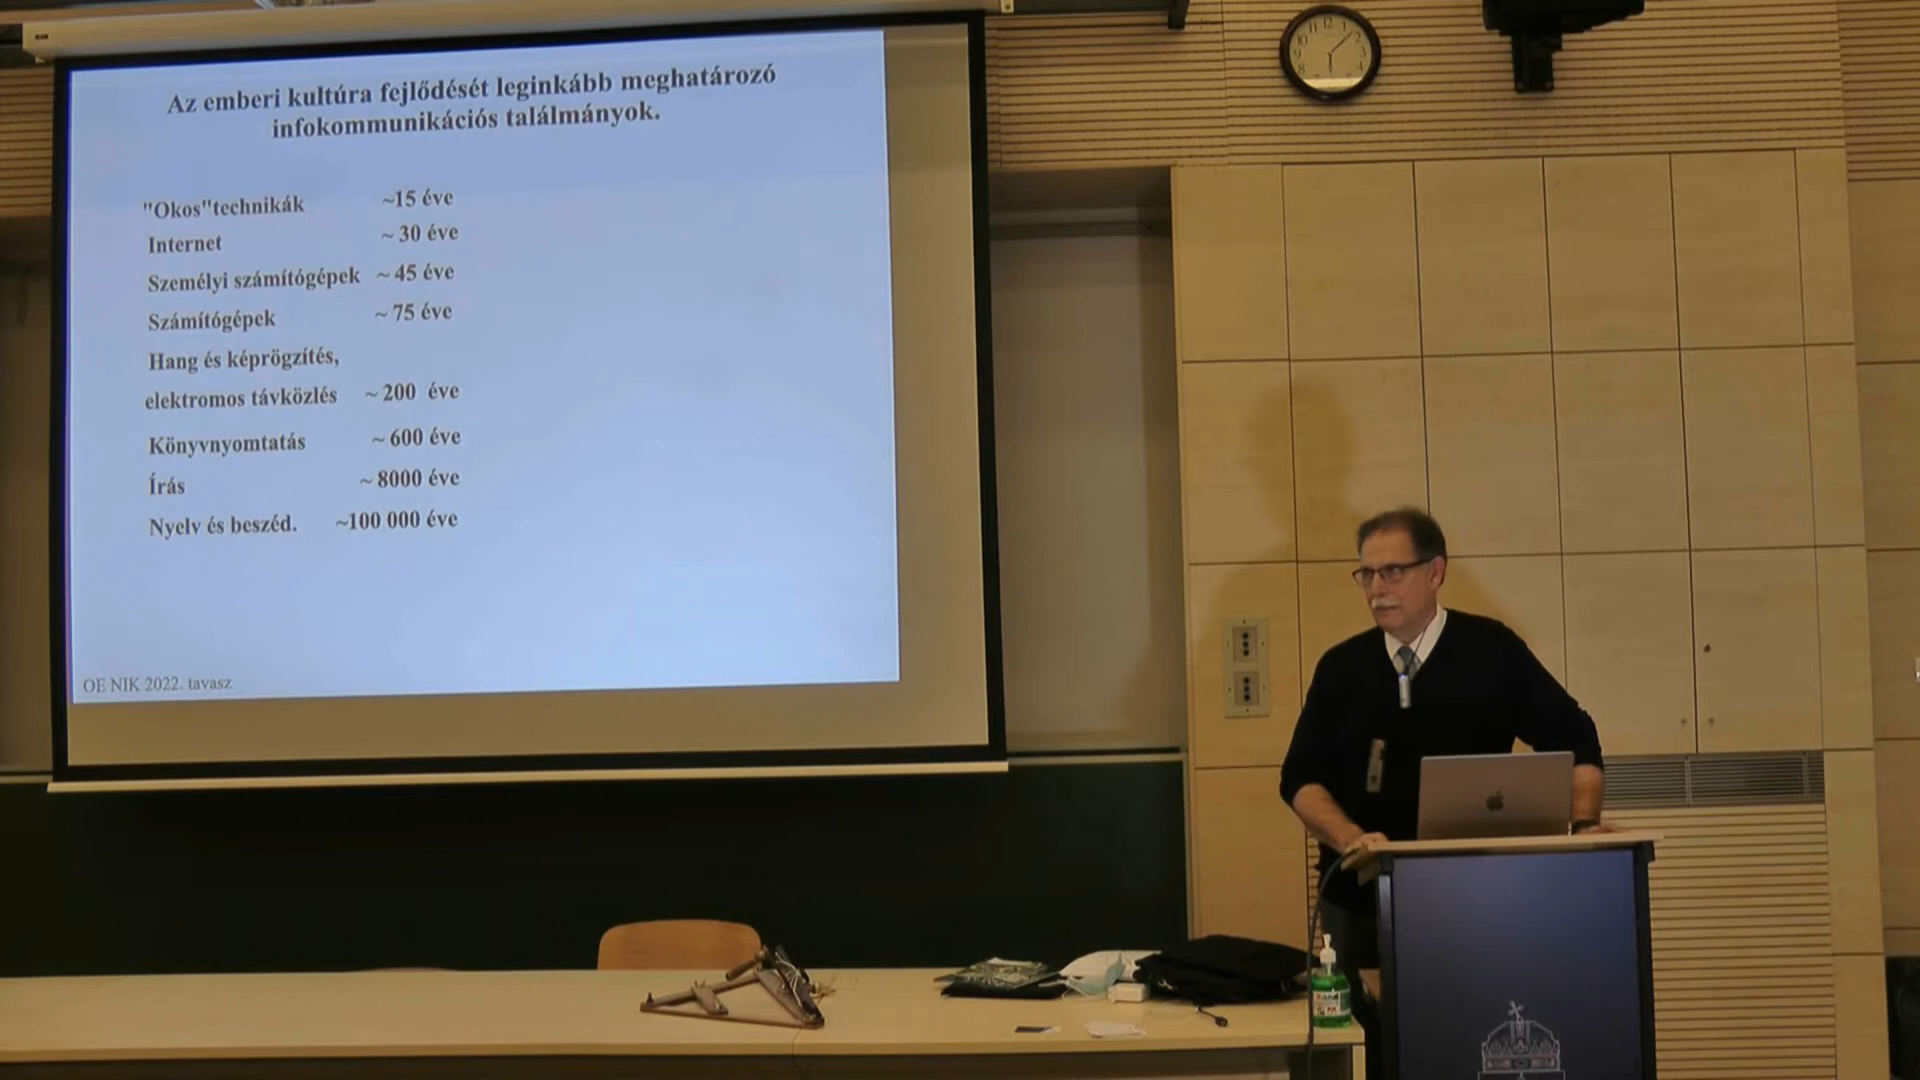 Az emberi kultúra fejlődését leginkább meghatározó
infokommunikációs találmányok.
"Okos"technikák ~15 éve
Internet ~ 30 éve
Személyi számítógépek ~ 45 éve
Számítógépek ~ 75 éve
Hang és képrögzítés,
elektromos távközlés ~ 200 éve
Könyvnyomtatás ~ 600 éve
Írás ~ 8000 éve
Nyelv és beszéd. ~100 000 éve
OE NIK 2022. tavasz